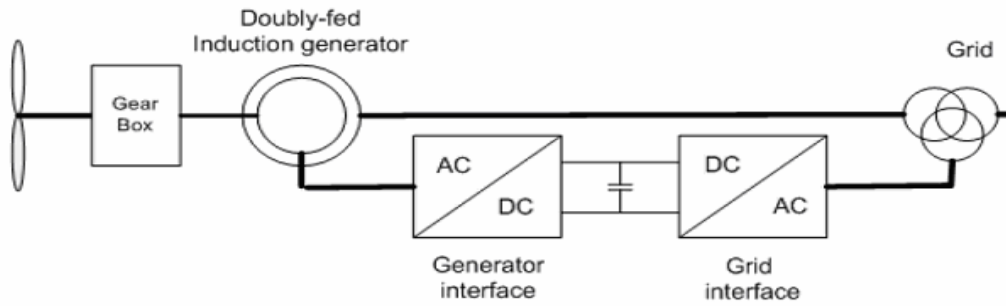 Doubly-fed
Induction generator
Grid
Gear
Box
AC
DC
DC
AC
Generator
interface
Grid
interface